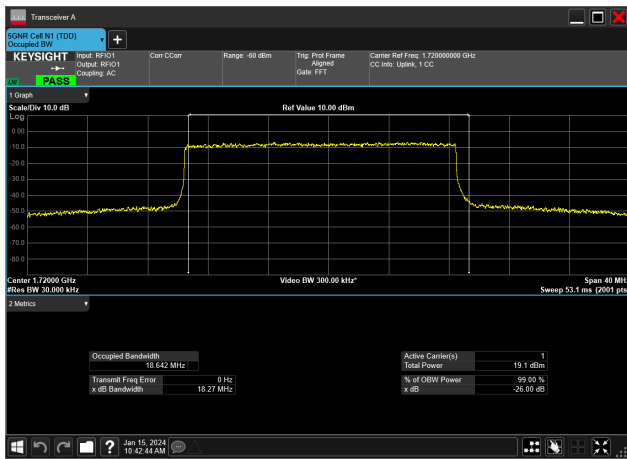 Transceiver A
5GNR Cell N1 (TDD)
Occupied BW
KEYSIGHT
PASS
Input: RFIO1
Output: RFIO1
Coupling: AC
Corr CCorr
Range: -60 dBm
Trig: Prot Frame
Aligned
Gate: FFT
Carrier Ref Freq: 1.720000000 GHz
CC Info: Uplink, 1 CC
1 Graph
Scale/Div 10.0 dB
Ref Value 10.00 dBm
Log
0.00
-10.0
-20.0
-30.0
-40.0
-50.0
-60.0
-70.0
-80.0
Center 1.72000 GHz
Video BW 300.00 kHz*
Span 40 MHz
#Res BW 30.000 kHz
Sweep 53.1 ms (2001 pts
2 Metrics
Occupied Bandwidth
18.642 MHz
Transmit Freq Error 0 Hz
x dB Bandwidth 18.27 MHz
Active Carrier(s) 1
Total Power 19.1 dBm
% of OBW Power 99.00 %
x dB -26.00 dB
Jan 15, 2024
10:42:44 AM